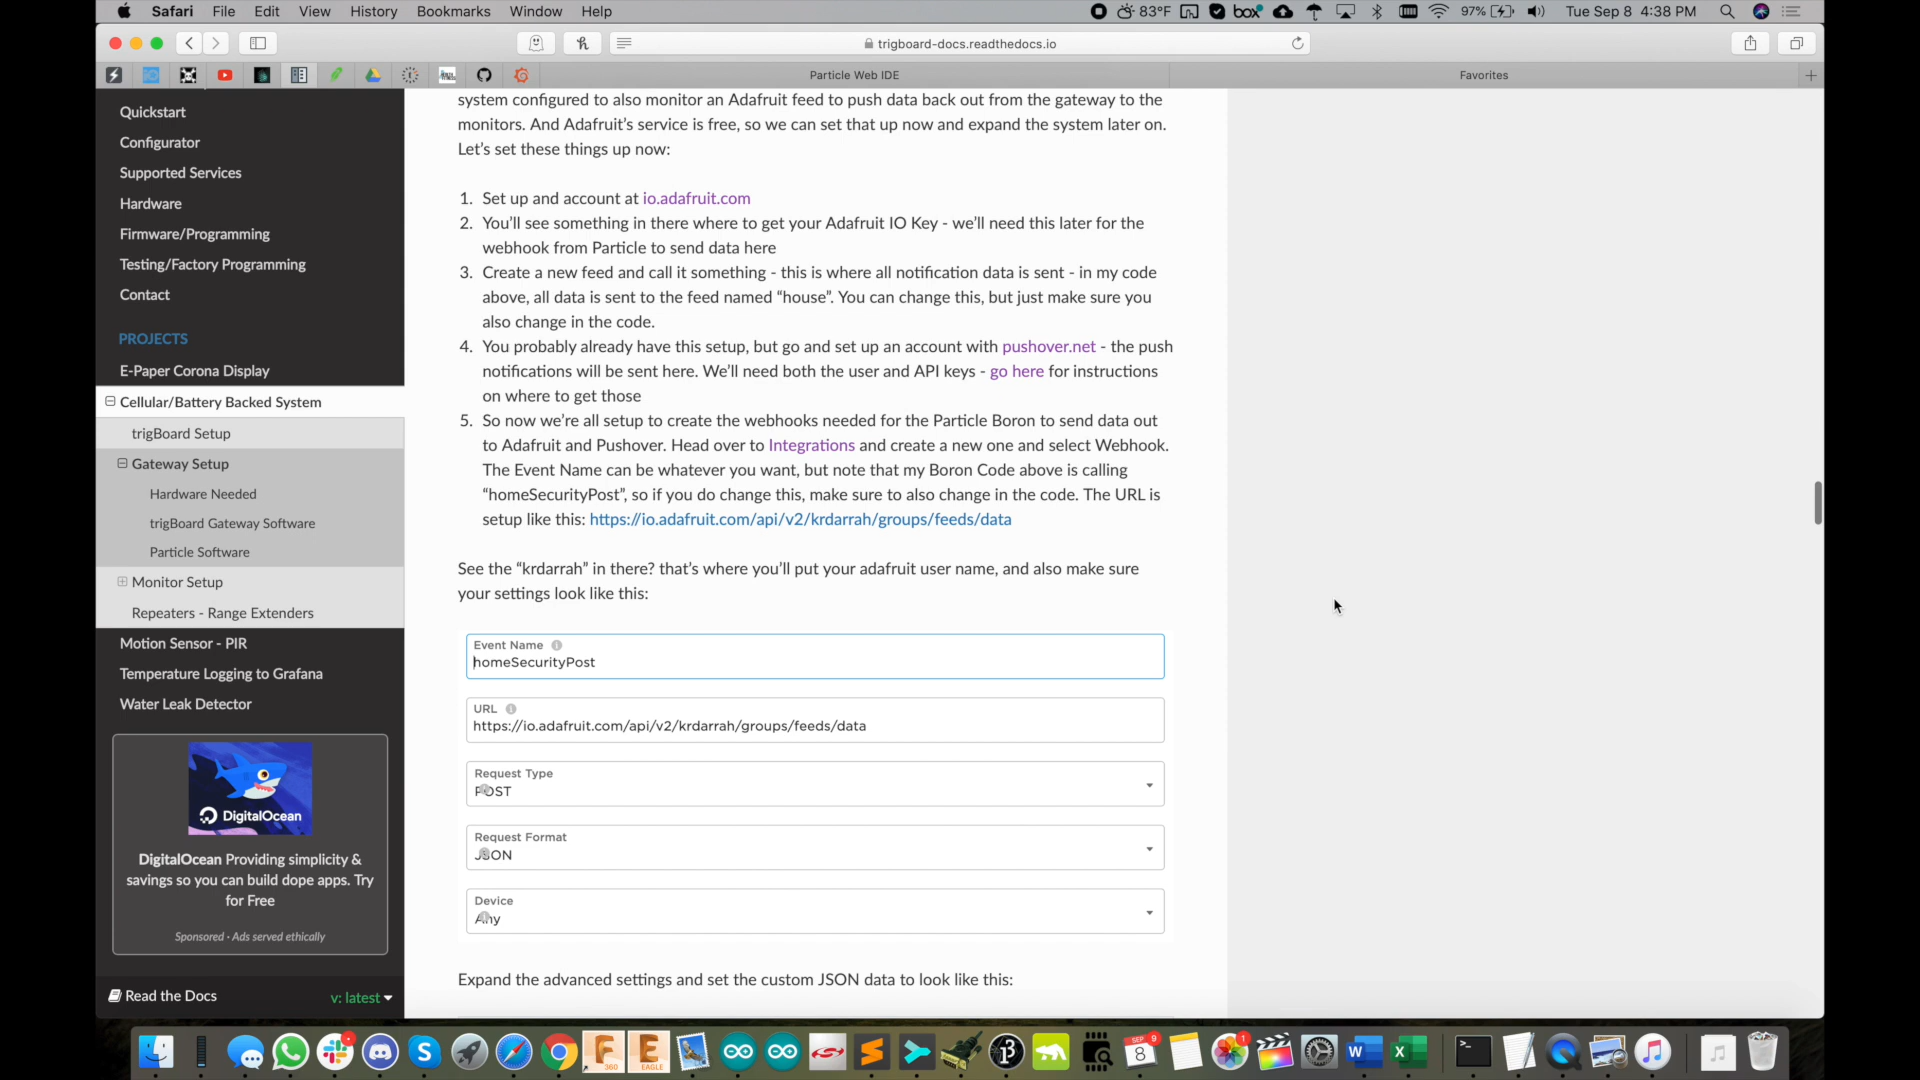 Safari File Edit View History Bookmarks Window Help
83°F box 97% Tue Sep 8 4:38 PM
trigboard-docs.readthedocs.io
Particle Web IDE
Favorites
Quickstart
Configurator
Supported Services
Hardware
Firmware/Programming
Testing/Factory Programming
Contact
PROJECTS
E-Paper Corona Display
Cellular/Battery Backed System
trigBoard Setup
Gateway Setup
Hardware Needed
trigBoard Gateway Software
Particle Software
Monitor Setup
Repeaters - Range Extenders
Motion Sensor - PIR
Temperature Logging to Grafana
Water Leak Detector
DigitalOcean
DigitalOcean Providing simplicity &
savings so you can build dope apps. Try
for Free
Sponsored · Ads served ethically
Read the Docs
v: latest
system configured to also monitor an Adafruit feed to push data back out from the gateway to the
monitors. And Adafruit's service is free, so we can set that up now and expand the system later on.
Let's set these things up now:
1. Set up and account at io.adafruit.com
2. You'll see something in there where to get your Adafruit IO Key - we'll need this later for the
webhook from Particle to send data here
3. Create a new feed and call it something - this is where all notification data is sent - in my code
above, all data is sent to the feed named “house”. You can change this, but just make sure you
also change in the code.
4. You probably already have this setup, but go and set up an account with pushover.net - the push
notifications will be sent here. We'll need both the user and API keys - go here for instructions
on where to get those
5. So now we're all setup to create the webhooks needed for the Particle Boron to send data out
to Adafruit and Pushover. Head over to Integrations and create a new one and select Webhook.
The Event Name can be whatever you want, but note that my Boron Code above is calling
“homeSecurityPost”, so if you do change this, make sure to also change in the code. The URL is
setup like this: https://io.adafruit.com/api/v2/krdarrah/groups/feeds/data
See the “krdarrah” in there? that's where you'll put your adafruit user name, and also make sure
your settings look like this:
Event Name
homeSecurityPost
URL
https://io.adafruit.com/api/v2/krdarrah/groups/feeds/data
Request Type
POST
Request Format
JSON
Device
Any
Expand the advanced settings and set the custom JSON data to look like this: